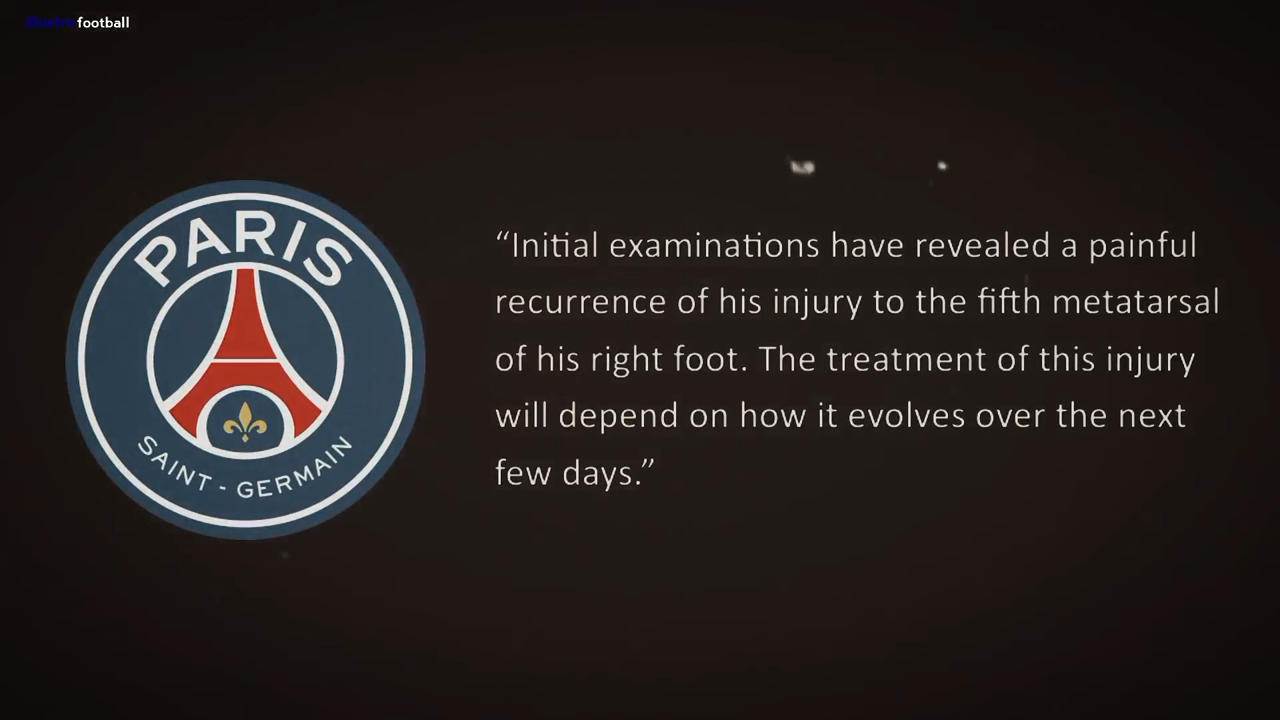 football
PARIS
SAINT - GERMAIN
“Initial examinations have revealed a painful
recurrence of his injury to the fifth metatarsal
of his right foot. The treatment of this injury
will depend on how it evolves over the next
few days.”